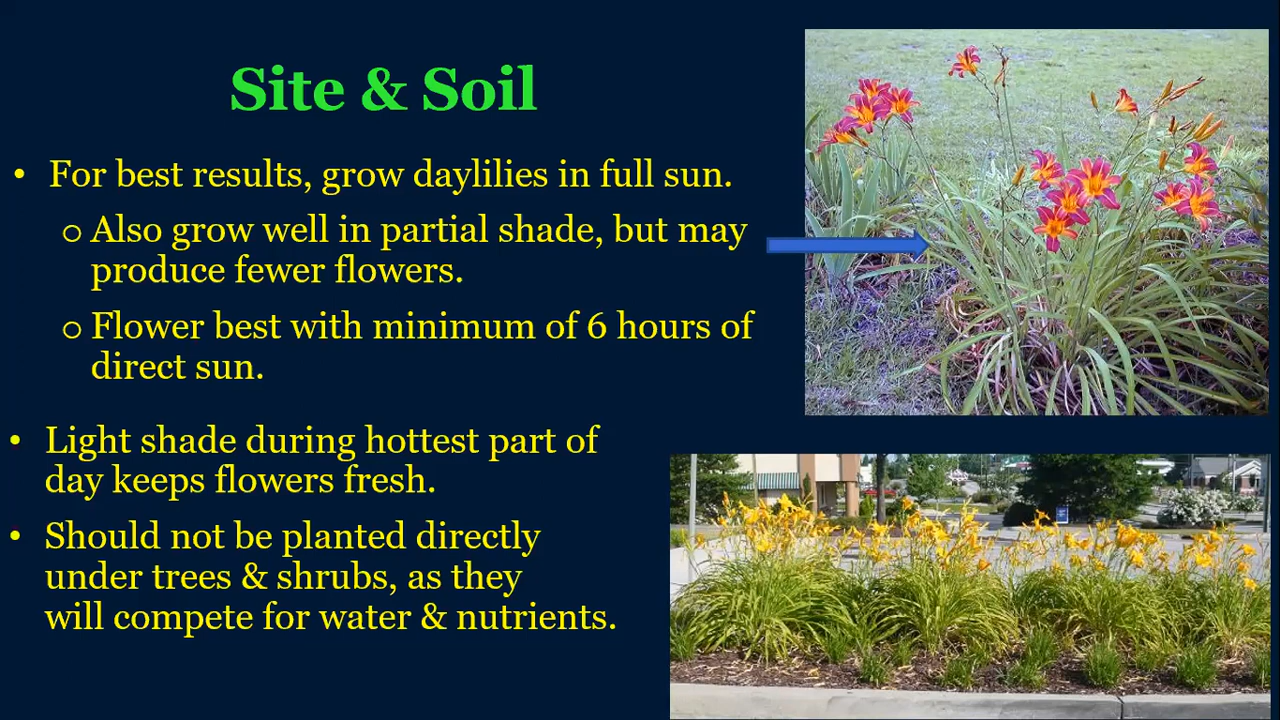 Site & Soil
• For best results, grow daylilies in full sun.
o Also grow well in partial shade, but may
produce fewer flowers.
o Flower best with minimum of 6 hours of
direct sun.
• Light shade during hottest part of
day keeps flowers fresh.
• Should not be planted directly
under trees & shrubs, as they
will compete for water & nutrients.